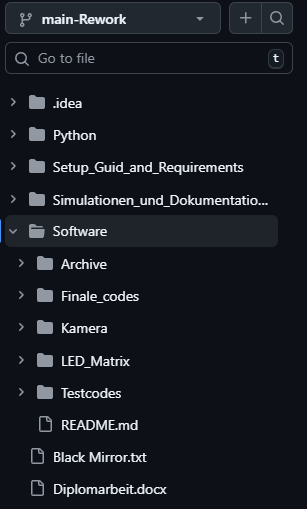 main-Rework
Go to file
t
.idea
Python
Setup_Guid_and_Requirements
Simulationen_und_Dokumentatio...
Software
Archive
Finale_codes
Kamera
LED_Matrix
Testcodes
README.md
Black Mirror.txt
Diplomarbeit.docx